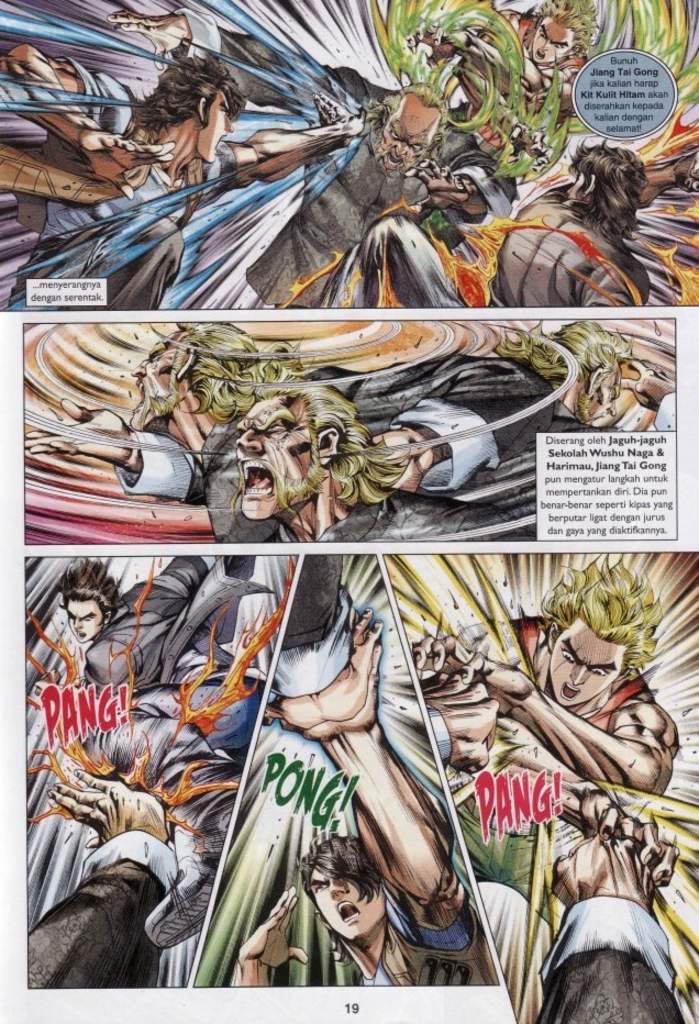 Bunuh
Jiang Tai Gong
jika kalian harap
Kit Kulit Hitam akan
diserahkan kepada
kalian dengan
selamat!
...menyerangnya
dengan serentak.
Diserang oleh Jaguh-jaguh
Sekolah Wushu Naga &
Harimau, Jiang Tai Gong
pun mengatur langkah untuk
mempertankan diri. Dia pun
benar-benar seperti kipas yang
berputar ligat dengan jurus
dan gaya yang diaktifkannya.
PANG!
PONG!
PANG!
19